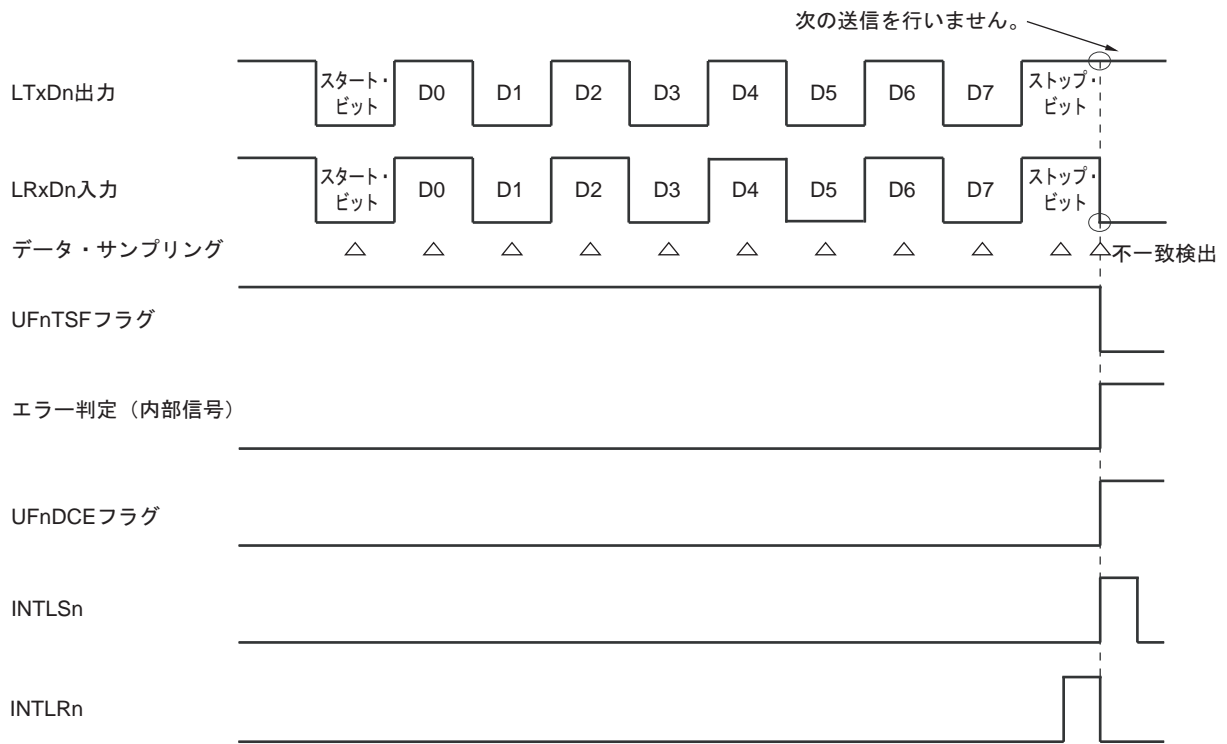 次の送信を行いません。
LTxDn出力
スタート・
ビット
D0
D1
D2
D3
D4
D5
D6
D7
ストップ・
ビット
LRxDn入力
スタート・
ビット
D0
D1
D2
D3
D4
D5
D6
D7
ストップ・
ビット
データ・サンプリング
不一致検出
UFnTSFフラグ
エラー判定（内部信号）
UFnDCEフラグ
INTLSn
INTLRn